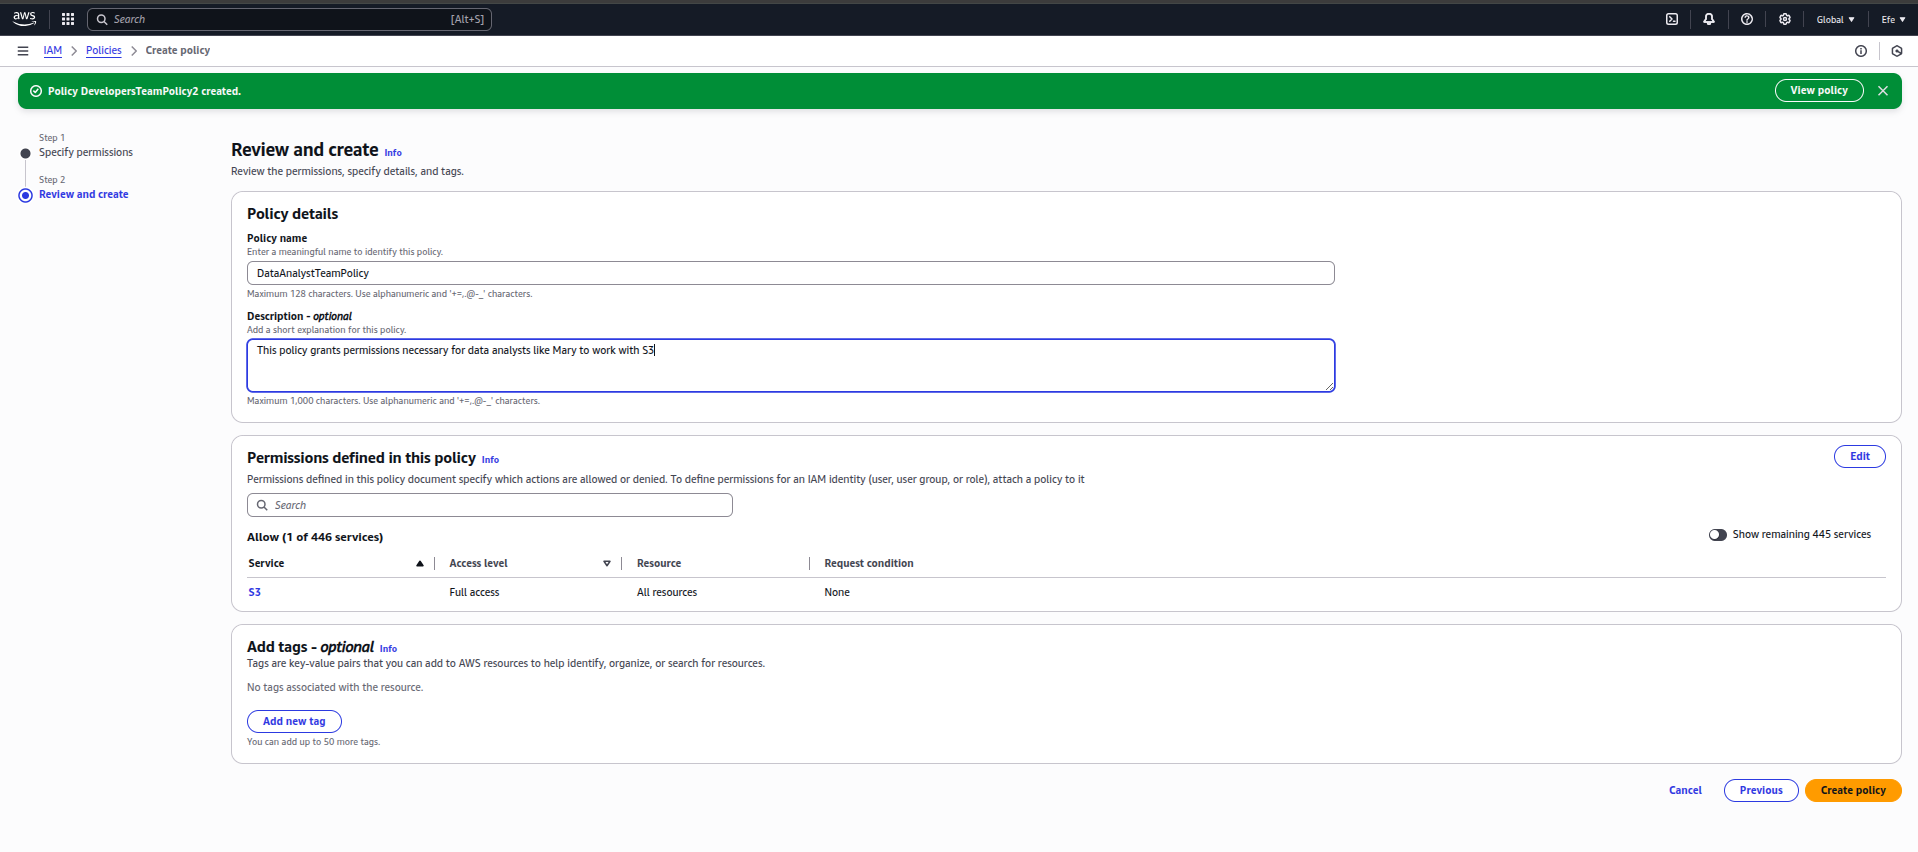 aws
Search [Alt+S]
Global
Efe
IAM
Policies
Create policy
Policy DevelopersTeamPolicy2 created.
View policy
Step 1
Specify permissions
Step 2
Review and create
Review and create Info
Review the permissions, specify details, and tags.
Policy details
Policy name
Enter a meaningful name to identify this policy.
DataAnalystTeamPolicy
Maximum 128 characters. Use alphanumeric and '+=,.@-_' characters.
Description - optional
Add a short explanation for this policy.
This policy grants permissions necessary for data analysts like Mary to work with S3
Maximum 1,000 characters. Use alphanumeric and '+=,.@-_' characters.
Permissions defined in this policy Info
Edit
Permissions defined in this policy document specify which actions are allowed or denied. To define permissions for an IAM identity (user, user group, or role), attach a policy to it
Search
Allow (1 of 446 services)
Show remaining 445 services
Service Access level Resource Request condition
S3 Full access All resources None
Add tags - optional Info
Tags are key-value pairs that you can add to AWS resources to help identify, organize, or search for resources.
No tags associated with the resource.
Add new tag
You can add up to 50 more tags.
Cancel Previous Create policy